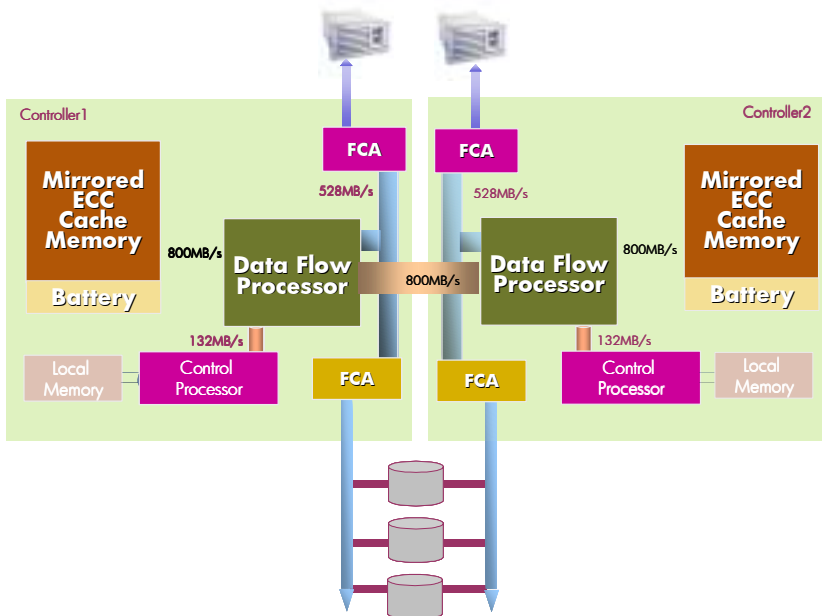 Controller1
Controller2
FCA
FCA
528MB/s
528MB/s
Mirrored
ECC
Cache
Memory
Battery
800MB/s
Data Flow
Processor
800MB/s
Data Flow
Processor
800MB/s
Mirrored
ECC
Cache
Memory
Battery
132MB/s
132MB/s
Local
Memory
Control
Processor
FCA
FCA
Control
Processor
Local
Memory